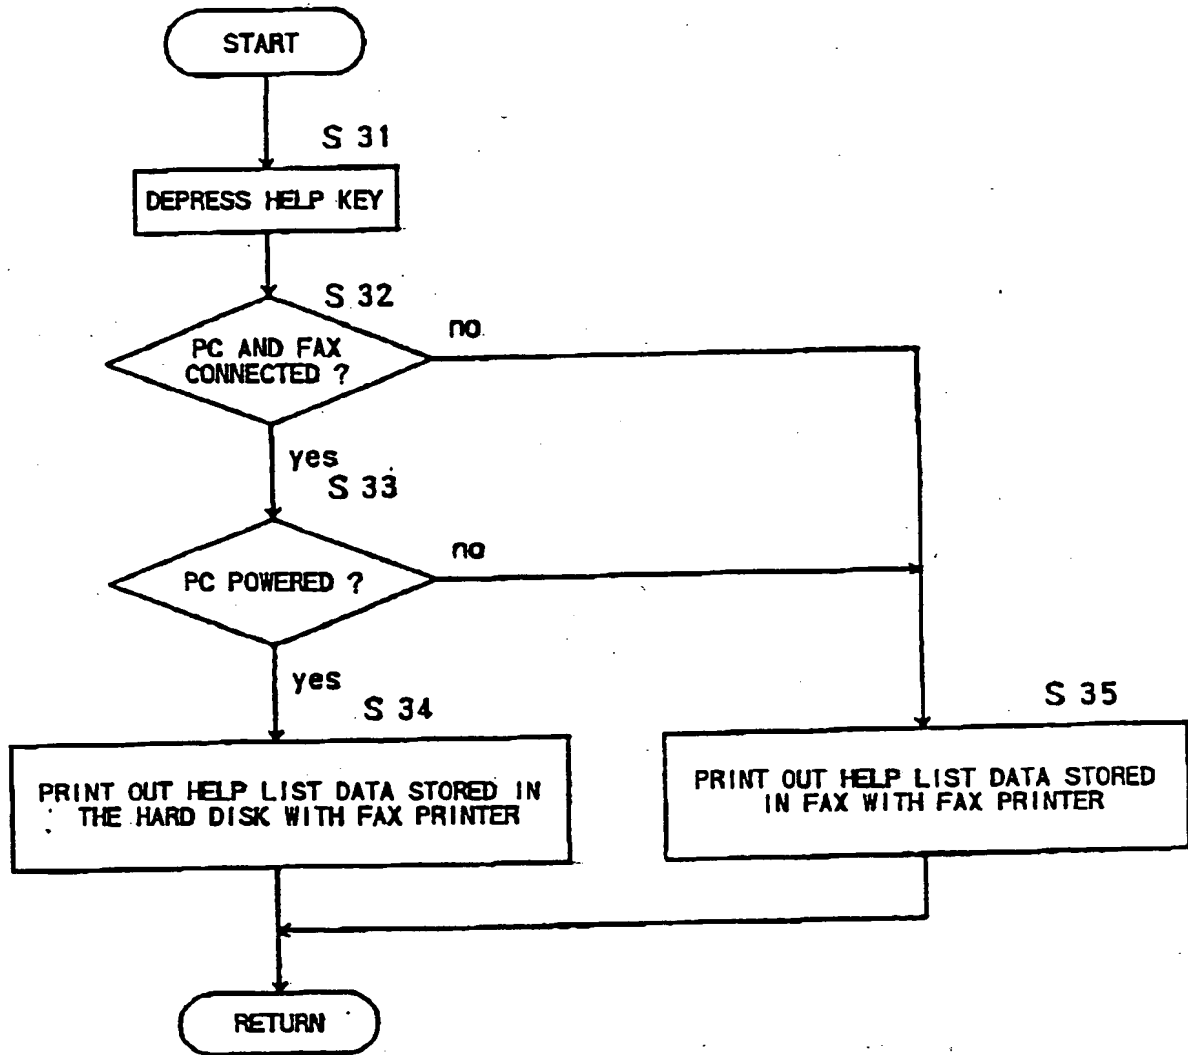 START
S 31
DEPRESS HELP KEY
S 32
no
PC AND FAX
CONNECTED ?
yes
S 33
no
PC POWERED ?
yes
S 34
S 35
PRINT OUT HELP LIST DATA STORED IN
THE HARD DISK WITH FAX PRINTER
PRINT OUT HELP LIST DATA STORED
IN FAX WITH FAX PRINTER
RETURN